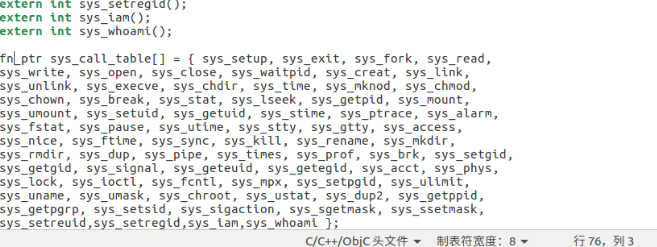 extern int sys_setregid();
extern int sys_iam();
extern int sys_whoami();
fn_ptr sys_call_table[] = { sys_setup, sys_exit, sys_fork, sys_read,
sys_write, sys_open, sys_close, sys_waitpid, sys_creat, sys_link,
sys_unlink, sys_execve, sys_chdir, sys_time, sys_mknod, sys_chmod,
sys_chown, sys_break, sys_stat, sys_lseek, sys_getpid, sys_mount,
sys_umount, sys_setuid, sys_getuid, sys_stime, sys_ptrace, sys_alarm,
sys_fstat, sys_pause, sys_utime, sys_stty, sys_gtty, sys_access,
sys_nice, sys_ftime, sys_sync, sys_kill, sys_rename, sys_mkdir,
sys_rmdir, sys_dup, sys_pipe, sys_times, sys_prof, sys_brk, sys_setgid,
sys_getgid, sys_signal, sys_geteuid, sys_getegid, sys_acct, sys_phys,
sys_lock, sys_ioctl, sys_fcntl, sys_mpx, sys_setpgid, sys_ulimit,
sys_uname, sys_umask, sys_chroot, sys_ustat, sys_dup2, sys_getppid,
sys_getpgrp, sys_setsid, sys_sigaction, sys_sgetmask, sys_ssetmask,
sys_setreuid,sys_setregid,sys_iam,sys_whoami };
C/C++/ObjC 头文件 制表符宽度：8 行 76，列 3